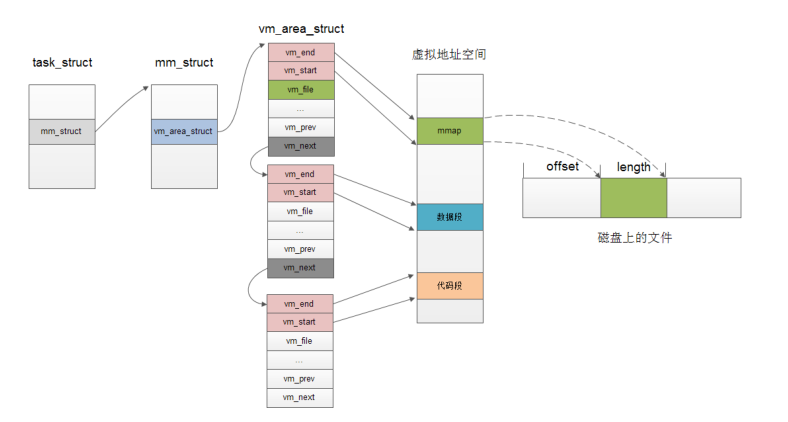 task_struct
mm_struct
mm_struct
vm_area_struct
vm_area_struct
vm_end
vm_start
vm_file
...
vm_prev
vm_next
vm_end
vm_start
vm_file
...
vm_prev
vm_next
vm_end
vm_start
vm_file
...
vm_prev
vm_next
虚拟地址空间
mmap
数据段
代码段
offset
length
磁盘上的文件